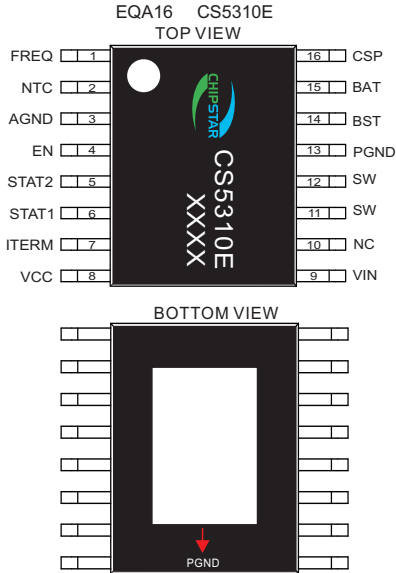 EQA16 CS5310E
TOP VIEW
FREQ 1 16 CSP
NTC 2 15 BAT
AGND 3 14 BST
EN 4 13 PGND
STAT2 5 12 SW
STAT1 6 11 SW
ITERM 7 10 NC
VCC 8 9 VIN
CHIPSTAR
CS5310E
XXXX
BOTTOM VIEW
PGND